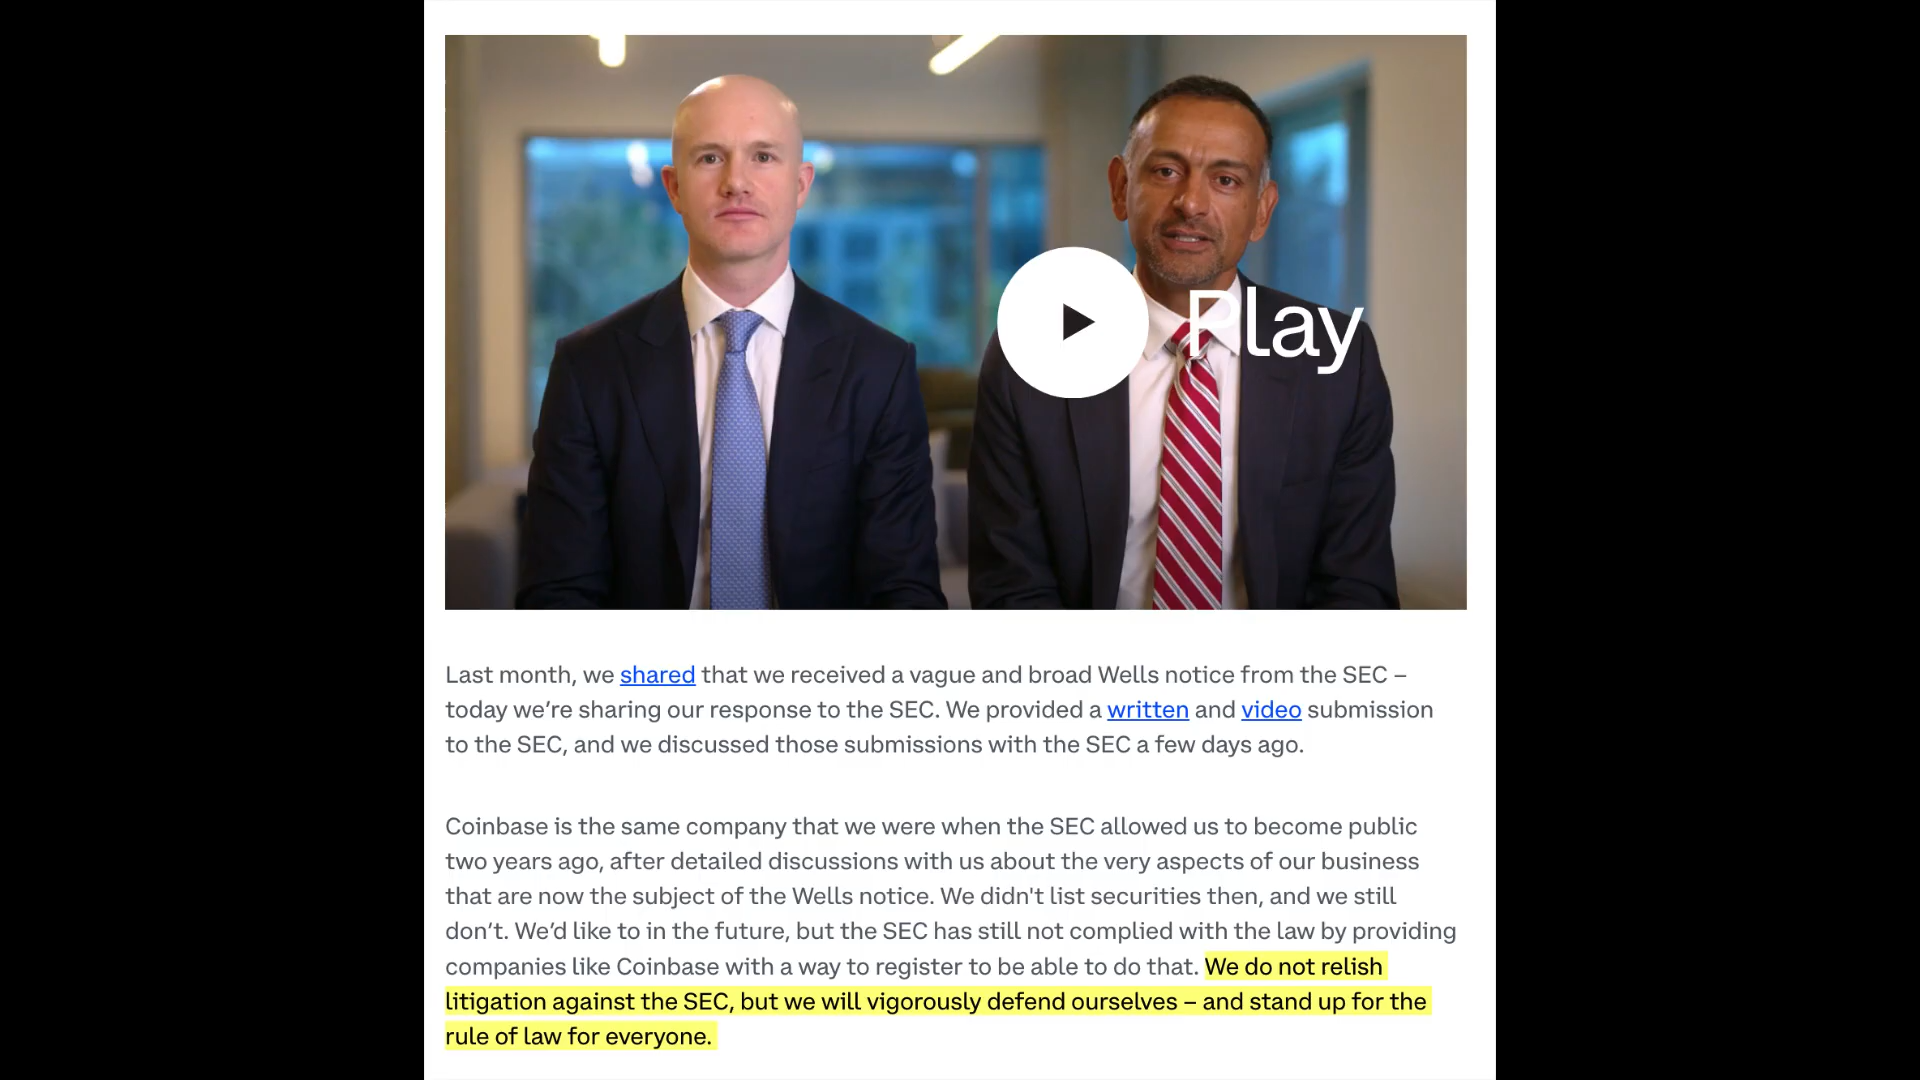 Play
Last month, we shared that we received a vague and broad Wells notice from the SEC –
today we’re sharing our response to the SEC. We provided a written and video submission
to the SEC, and we discussed those submissions with the SEC a few days ago.
Coinbase is the same company that we were when the SEC allowed us to become public
two years ago, after detailed discussions with us about the very aspects of our business
that are now the subject of the Wells notice. We didn't list securities then, and we still
don’t. We’d like to in the future, but the SEC has still not complied with the law by providing
companies like Coinbase with a way to register to be able to do that. We do not relish
litigation against the SEC, but we will vigorously defend ourselves – and stand up for the
rule of law for everyone.